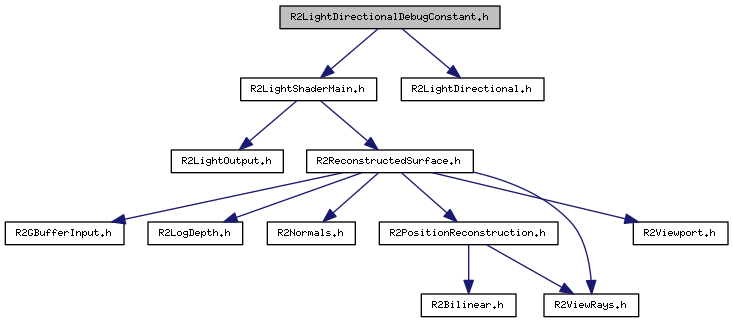 R2LightDirectionalDebugConstant.h
R2LightShaderMain.h
R2LightDirectional.h
R2LightOutput.h
R2ReconstructedSurface.h
R2GBufferInput.h
R2LogDepth.h
R2Normals.h
R2PositionReconstruction.h
R2Viewport.h
R2Bilinear.h
R2ViewRays.h